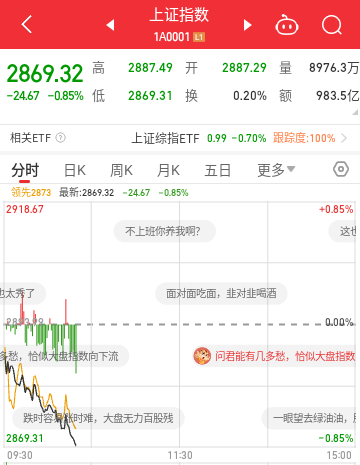 上证指数
1A0001 L1
2869.32 高 2887.49 开 2887.29 量 8976.3万
-24.67 -0.85% 低 2869.31 换 0.20% 额 983.5亿
相关ETF 上证综指ETF 0.99 -0.70% 跟踪度:100%
分时 日K 周K 月K 五日 更多
领先2873 最新:2869.32 -24.67 -0.85%
2918.67 +0.85%
不上班你养我啊? 这也
也太秀了 面对面吃面，韭对韭喝酒
2893.99 0.00%
多愁，恰似大盘指数向下流 问君能有几多愁，恰似大盘指数
跌时容易涨时难，大盘无力百股残 一眼望去绿油油，
2869.31 -0.85%
09:30 11:30 15:00